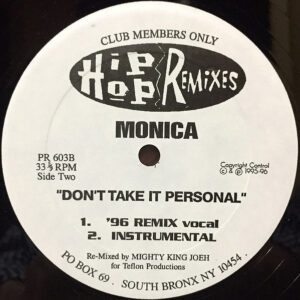 CLUB MEMBERS ONLY
Hip Hop REMiXES
MONICA
PR 603B
33 1/3 RPM
Side Two
Copyright Control
© & ℗ 1995-96
"DON'T TAKE IT PERSONAL"
1. '96 REMIX vocal
2. INSTRUMENTAL
Re-Mixed by MIGHTY KING JOEH
for Teflon Productions
PO BOX 69 · SOUTH BRONX NY 10454 ·